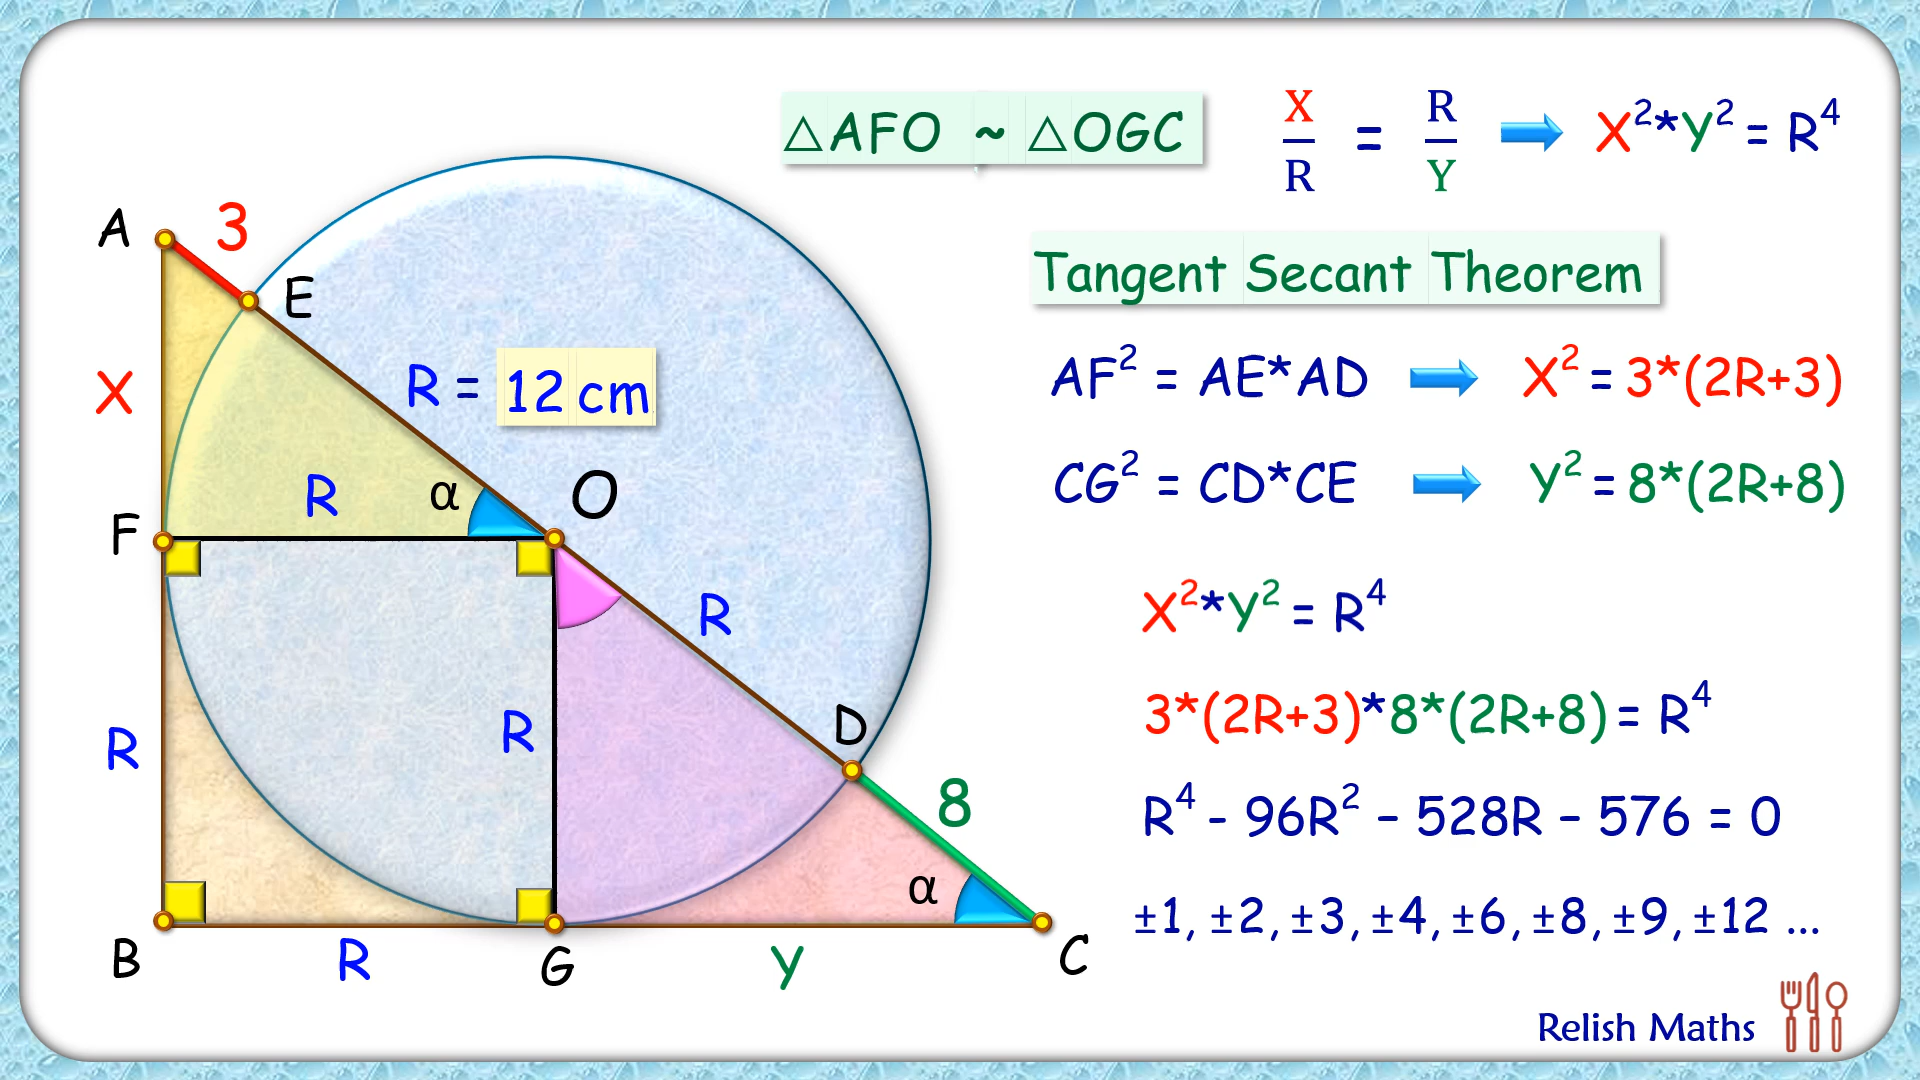 △AFO ~ △OGC
X/R = R/Y ➡ X²*Y² = R⁴
Tangent Secant Theorem
AF² = AE*AD ➡ X² = 3*(2R+3)
CG² = CD*CE ➡ Y² = 8*(2R+8)
X²*Y² = R⁴
3*(2R+3)*8*(2R+8) = R⁴
R⁴ - 96R² - 528R - 576 = 0
±1, ±2, ±3, ±4, ±6, ±8, ±9, ±12 ...
A
3
E
X
R = 12 cm
R
α
O
F
R
R
R
D
8
α
B
R
G
Y
C
Relish Maths